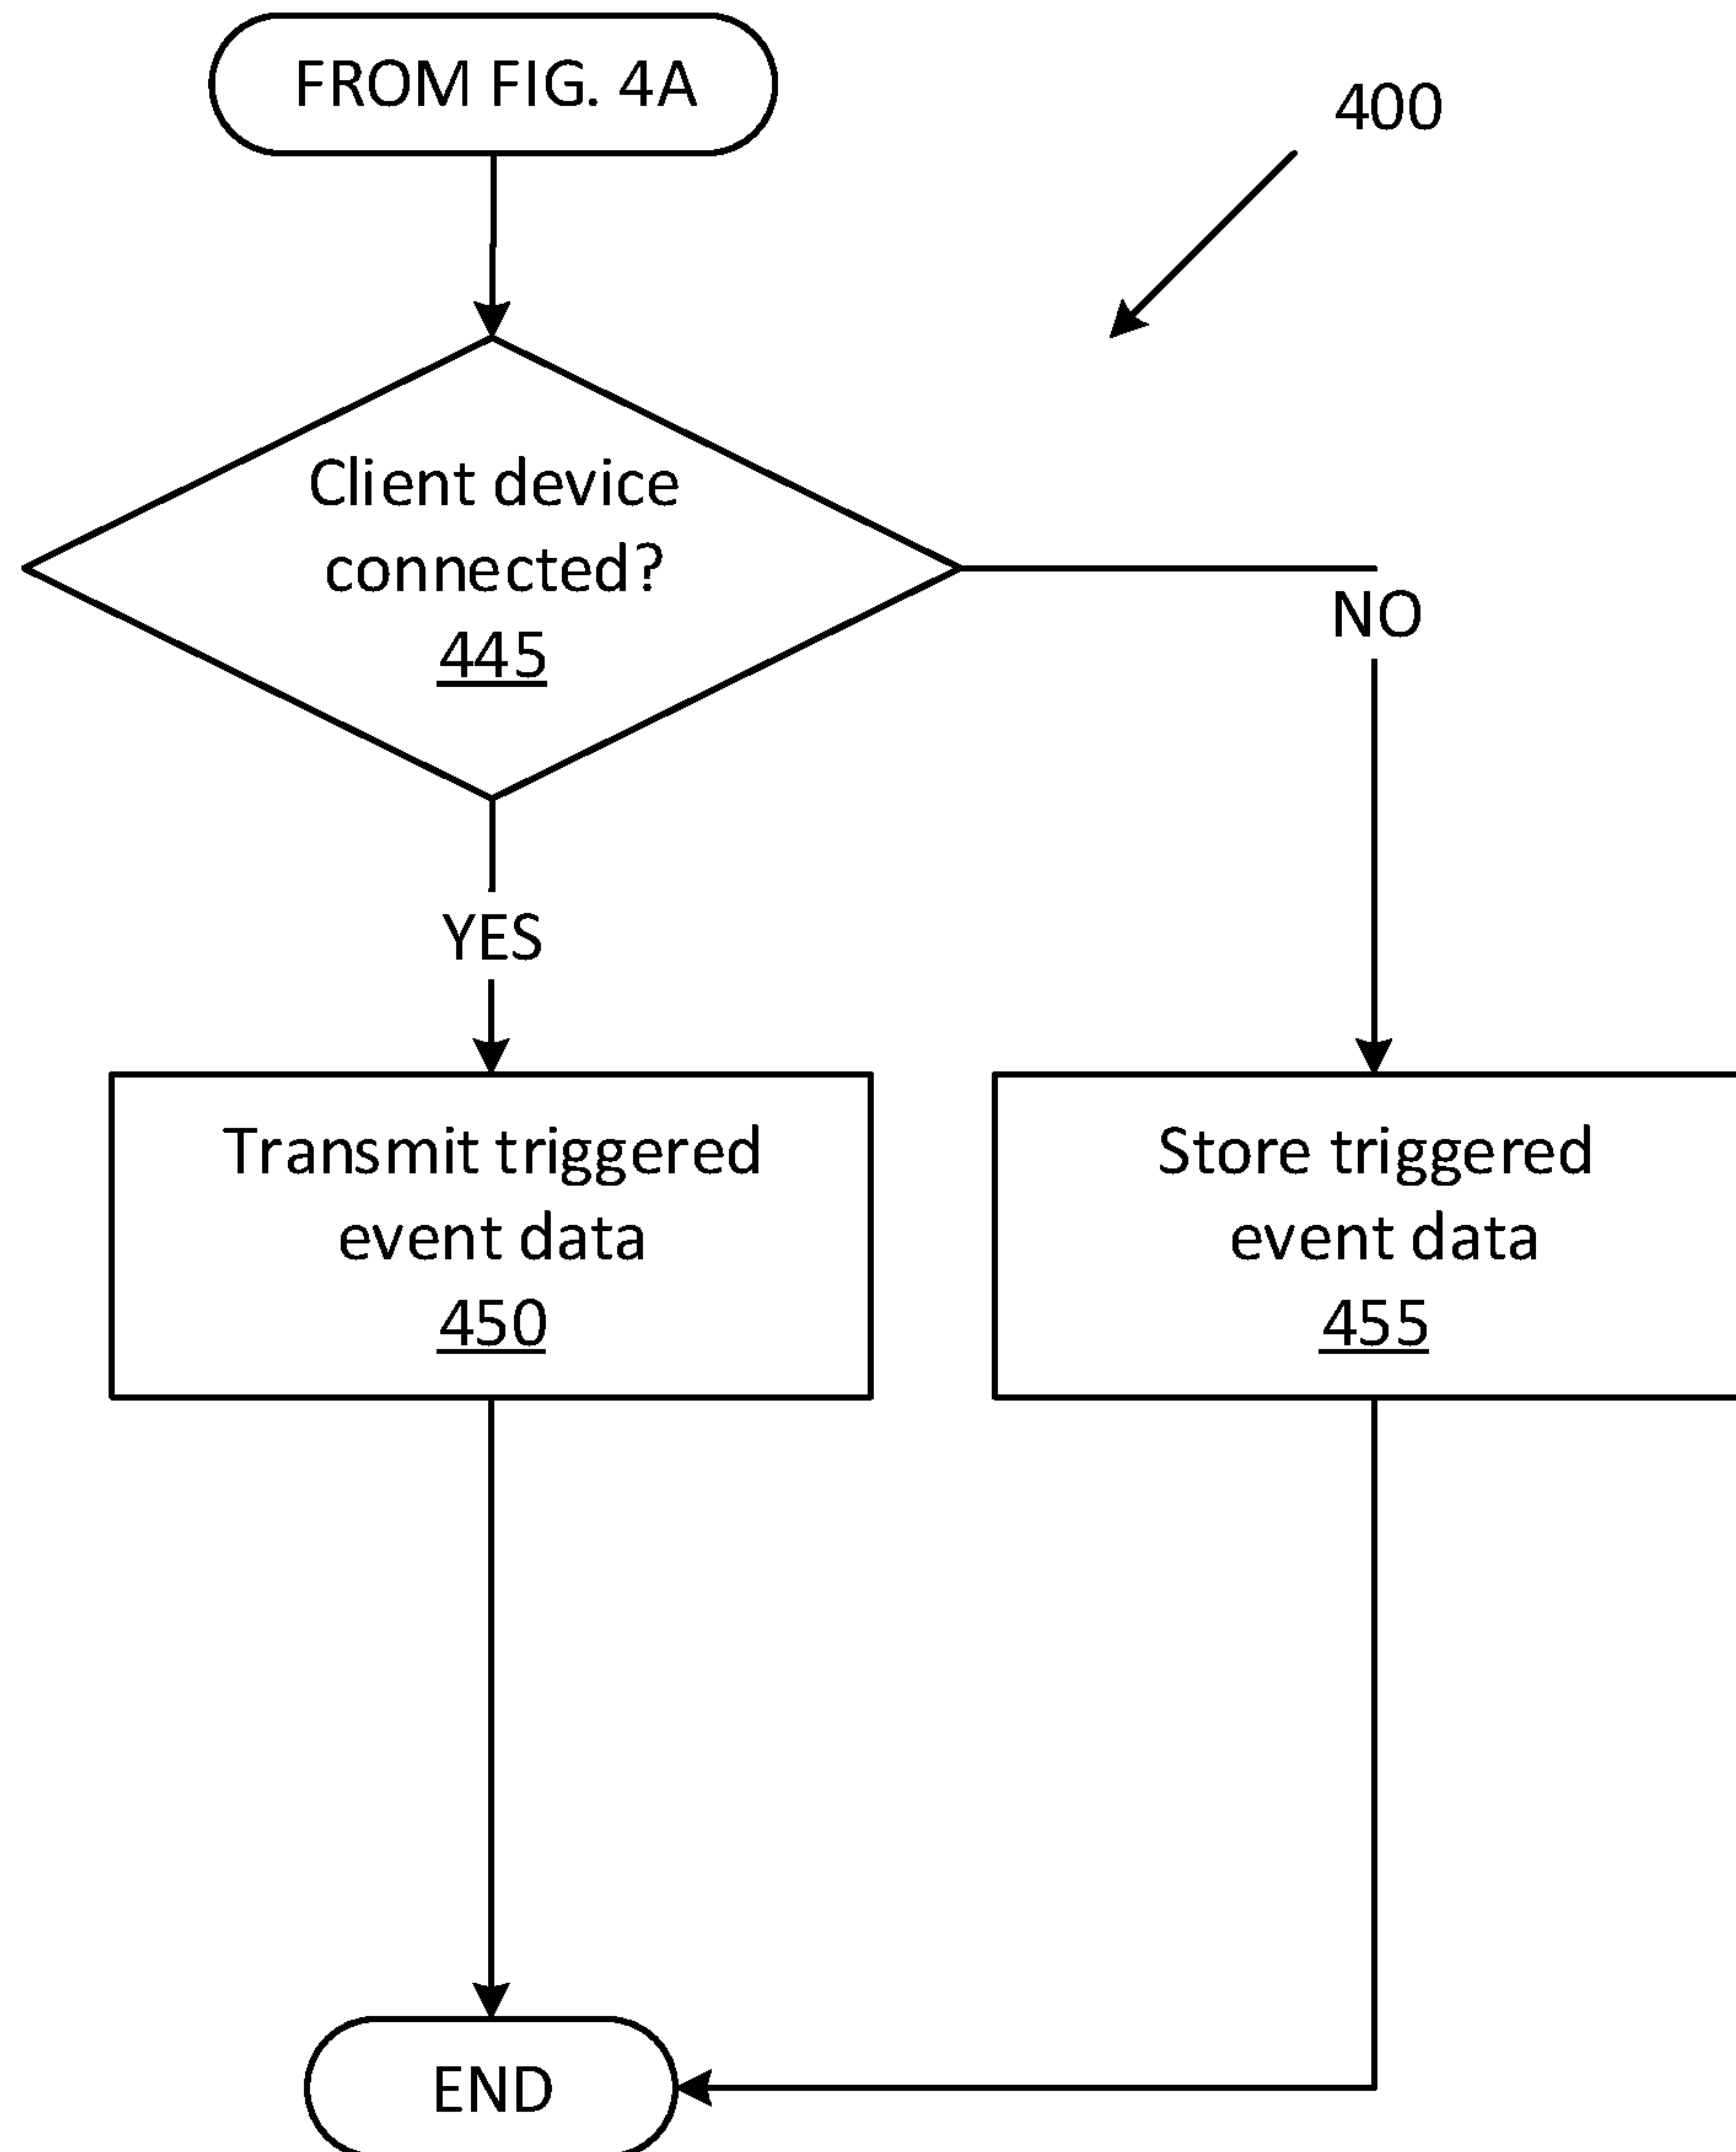 FROM FIG. 4A
400
Client device
connected?
445
NO
YES
Transmit triggered
event data
450
Store triggered
event data
455
END